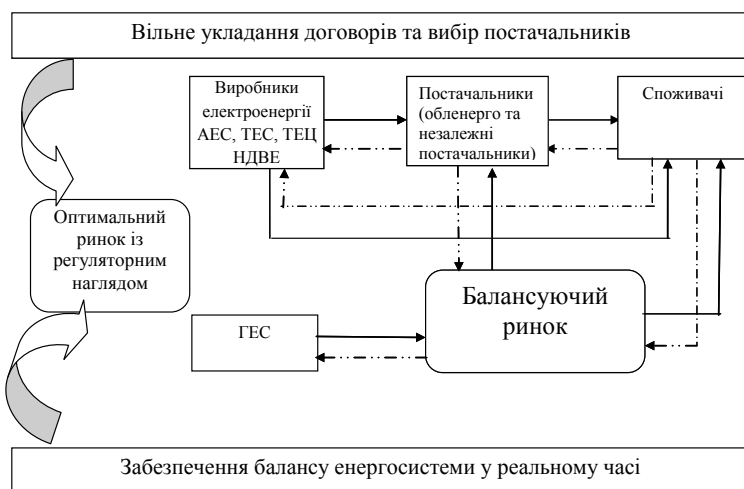 Вільне укладання договорів та вибір постачальників
Виробники
електроенергії
АЕС, ТЕС, ТЕЦ
НДВЕ
Постачальники
(обленерго та
незалежні
постачальники)
Споживачі
Оптимальний
ринок із
регуляторним
наглядом
Балансуючий
ринок
ГЕС
Забезпечення балансу енергосистеми у реальному часі